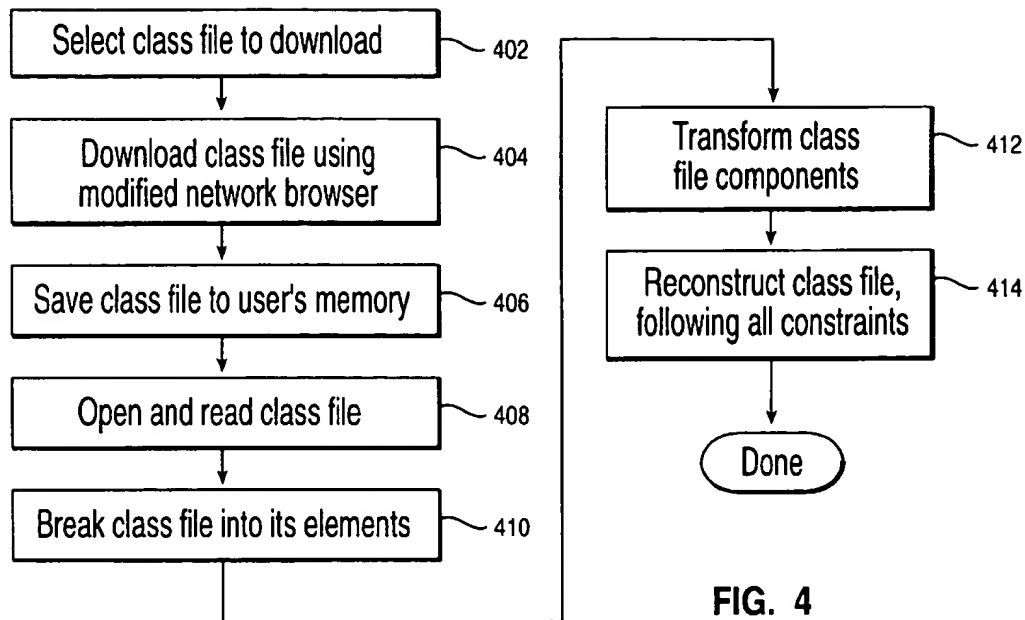 Select class file to download
402
Download class file using
modified network browser
404
Save class file to user's memory
406
Open and read class file
408
Break class file into its elements
410
Transform class
file components
412
Reconstruct class file,
following all constraints
414
Done
FIG. 4